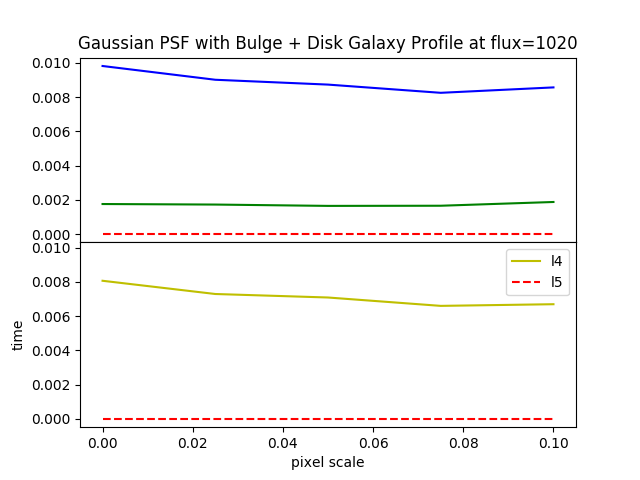 Gaussian PSF with Bulge + Disk Galaxy Profile at flux=1020
0.010
0.008
0.006
0.004
0.002
0.000
0.010
0.008
0.006
0.004
0.002
0.000
time
l4
l5
0.00 0.02 0.04 0.06 0.08 0.10
pixel scale